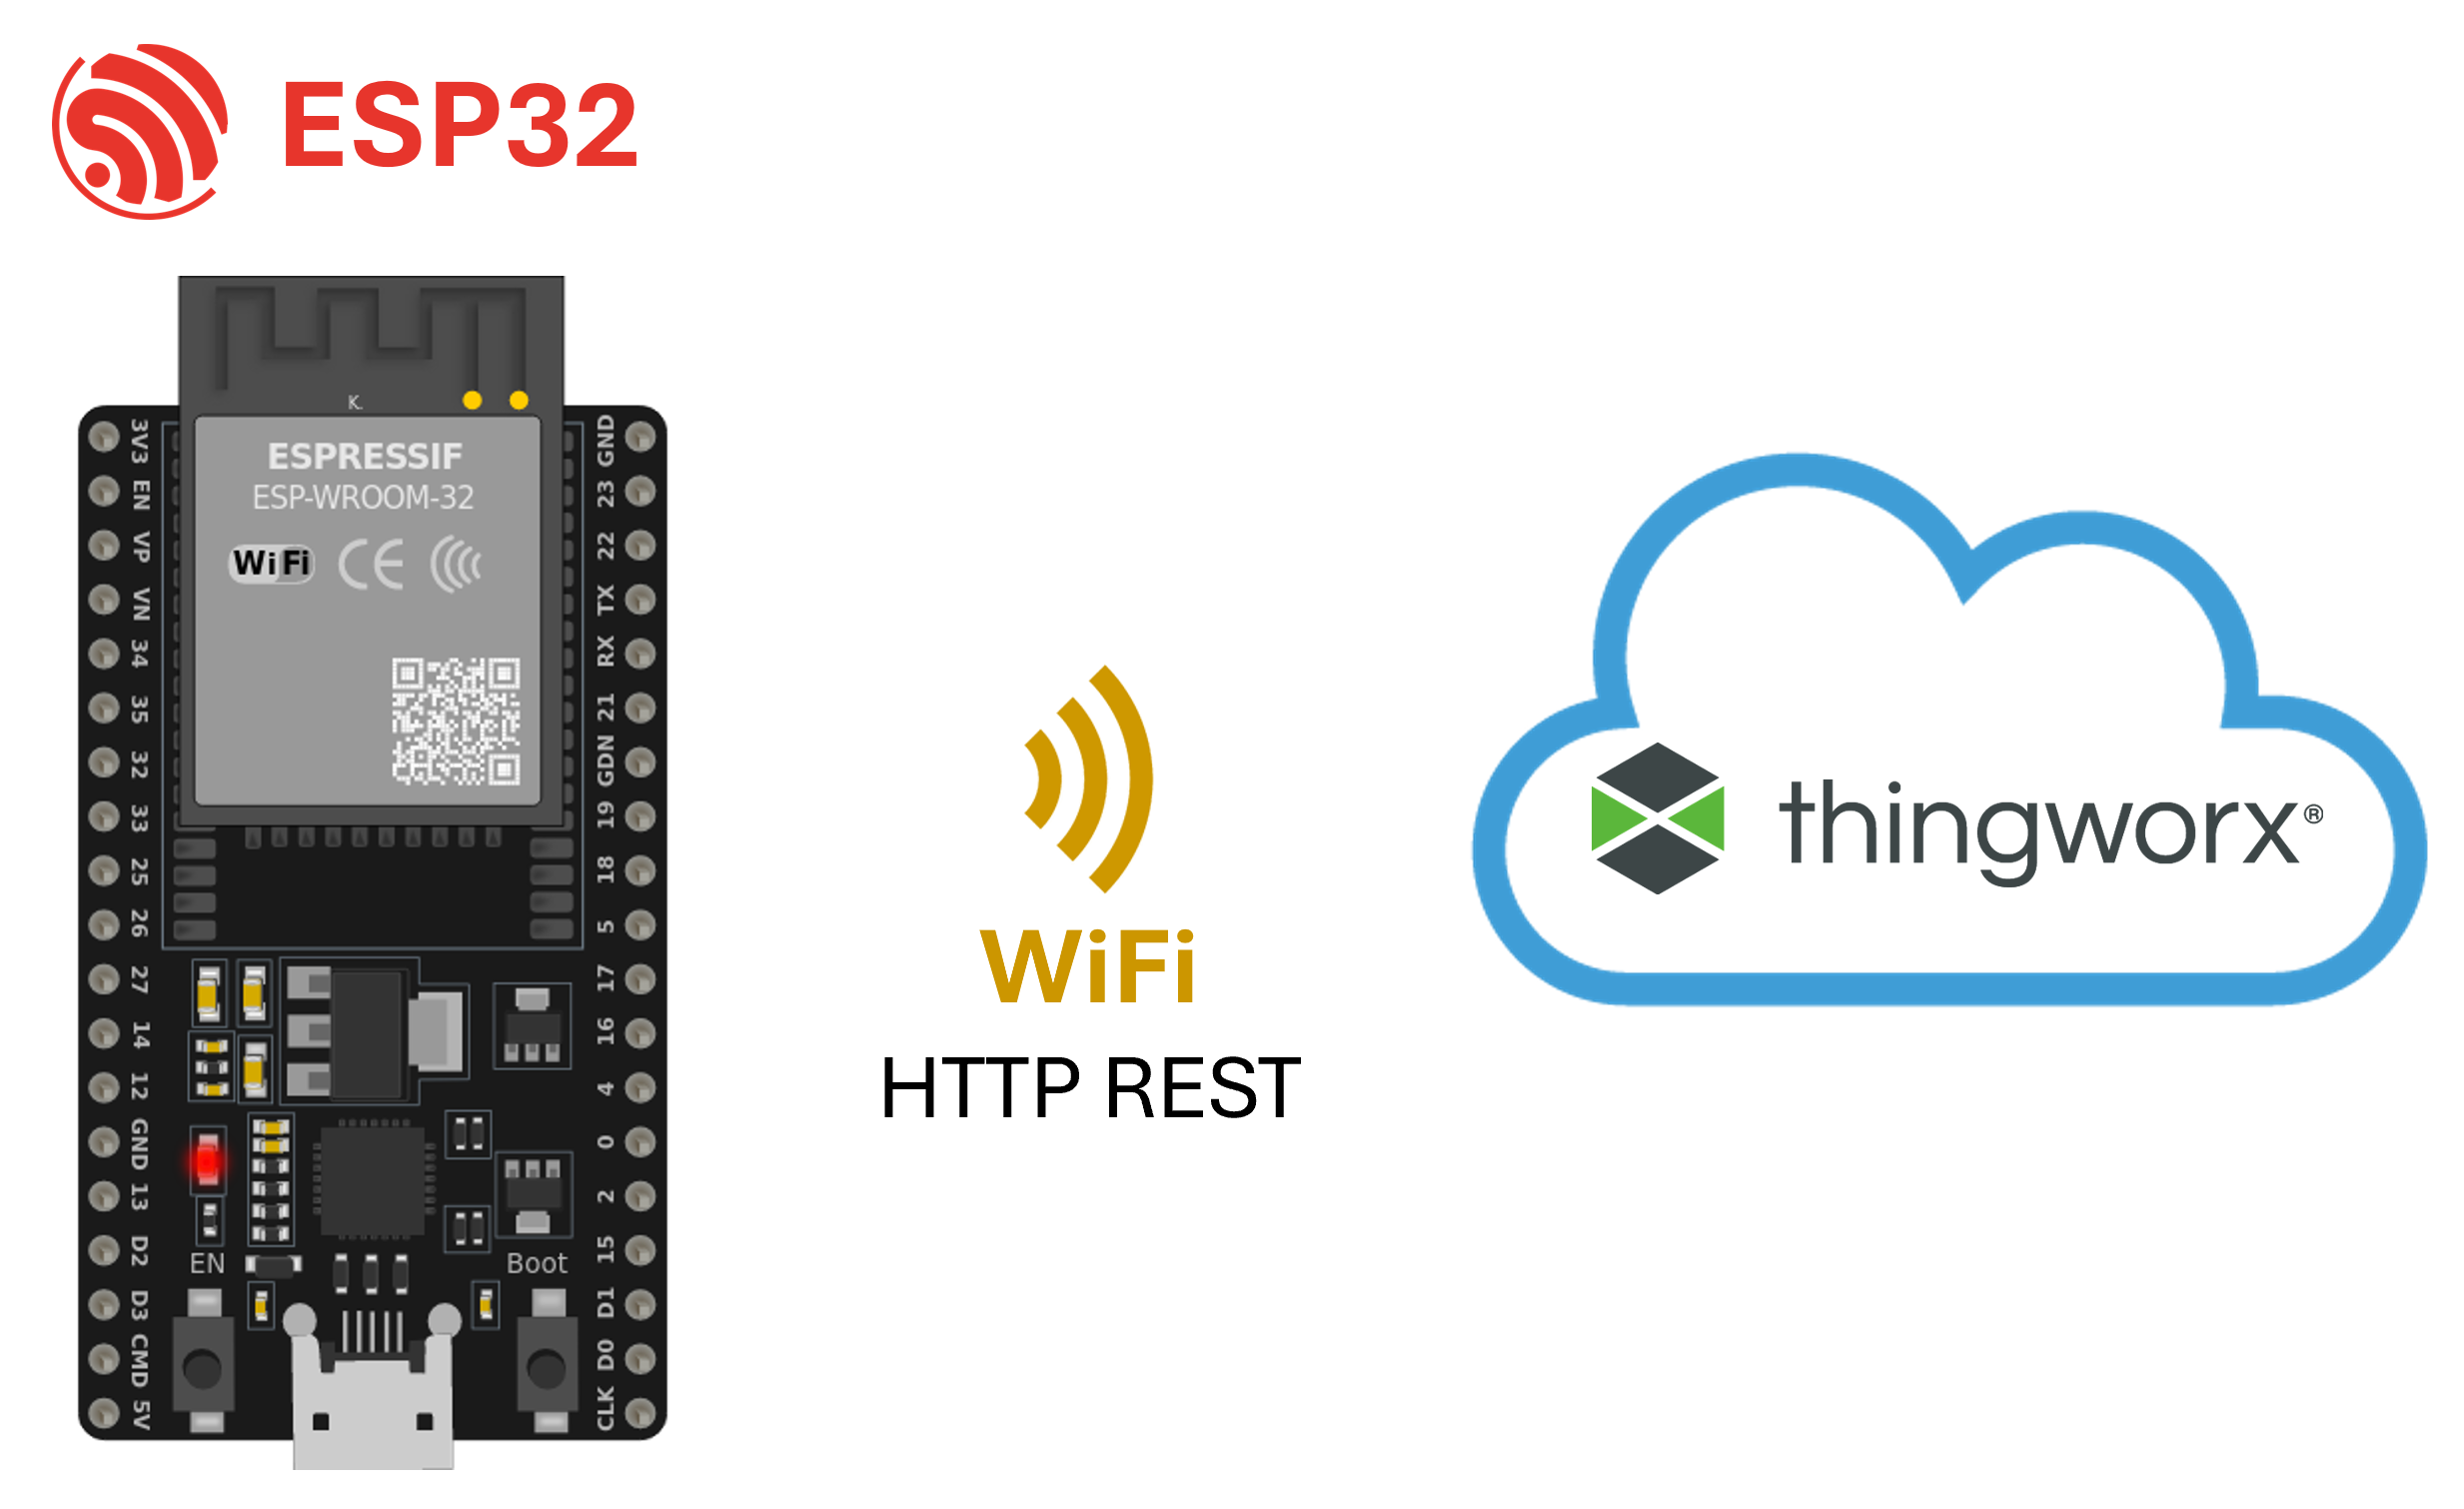 ESP32
K.
ESPRESSIF
ESP-WROOM-32
WiFi CE
3V3
EN
VP
VN
34
35
32
33
25
26
27
14
12
GND
13
D2
D3
CMD
5V
GND
23
22
TX
RX
21
GDN
19
18
5
17
16
4
0
2
15
D1
D0
CLK
EN
Boot
WiFi
HTTP REST
thingworx®